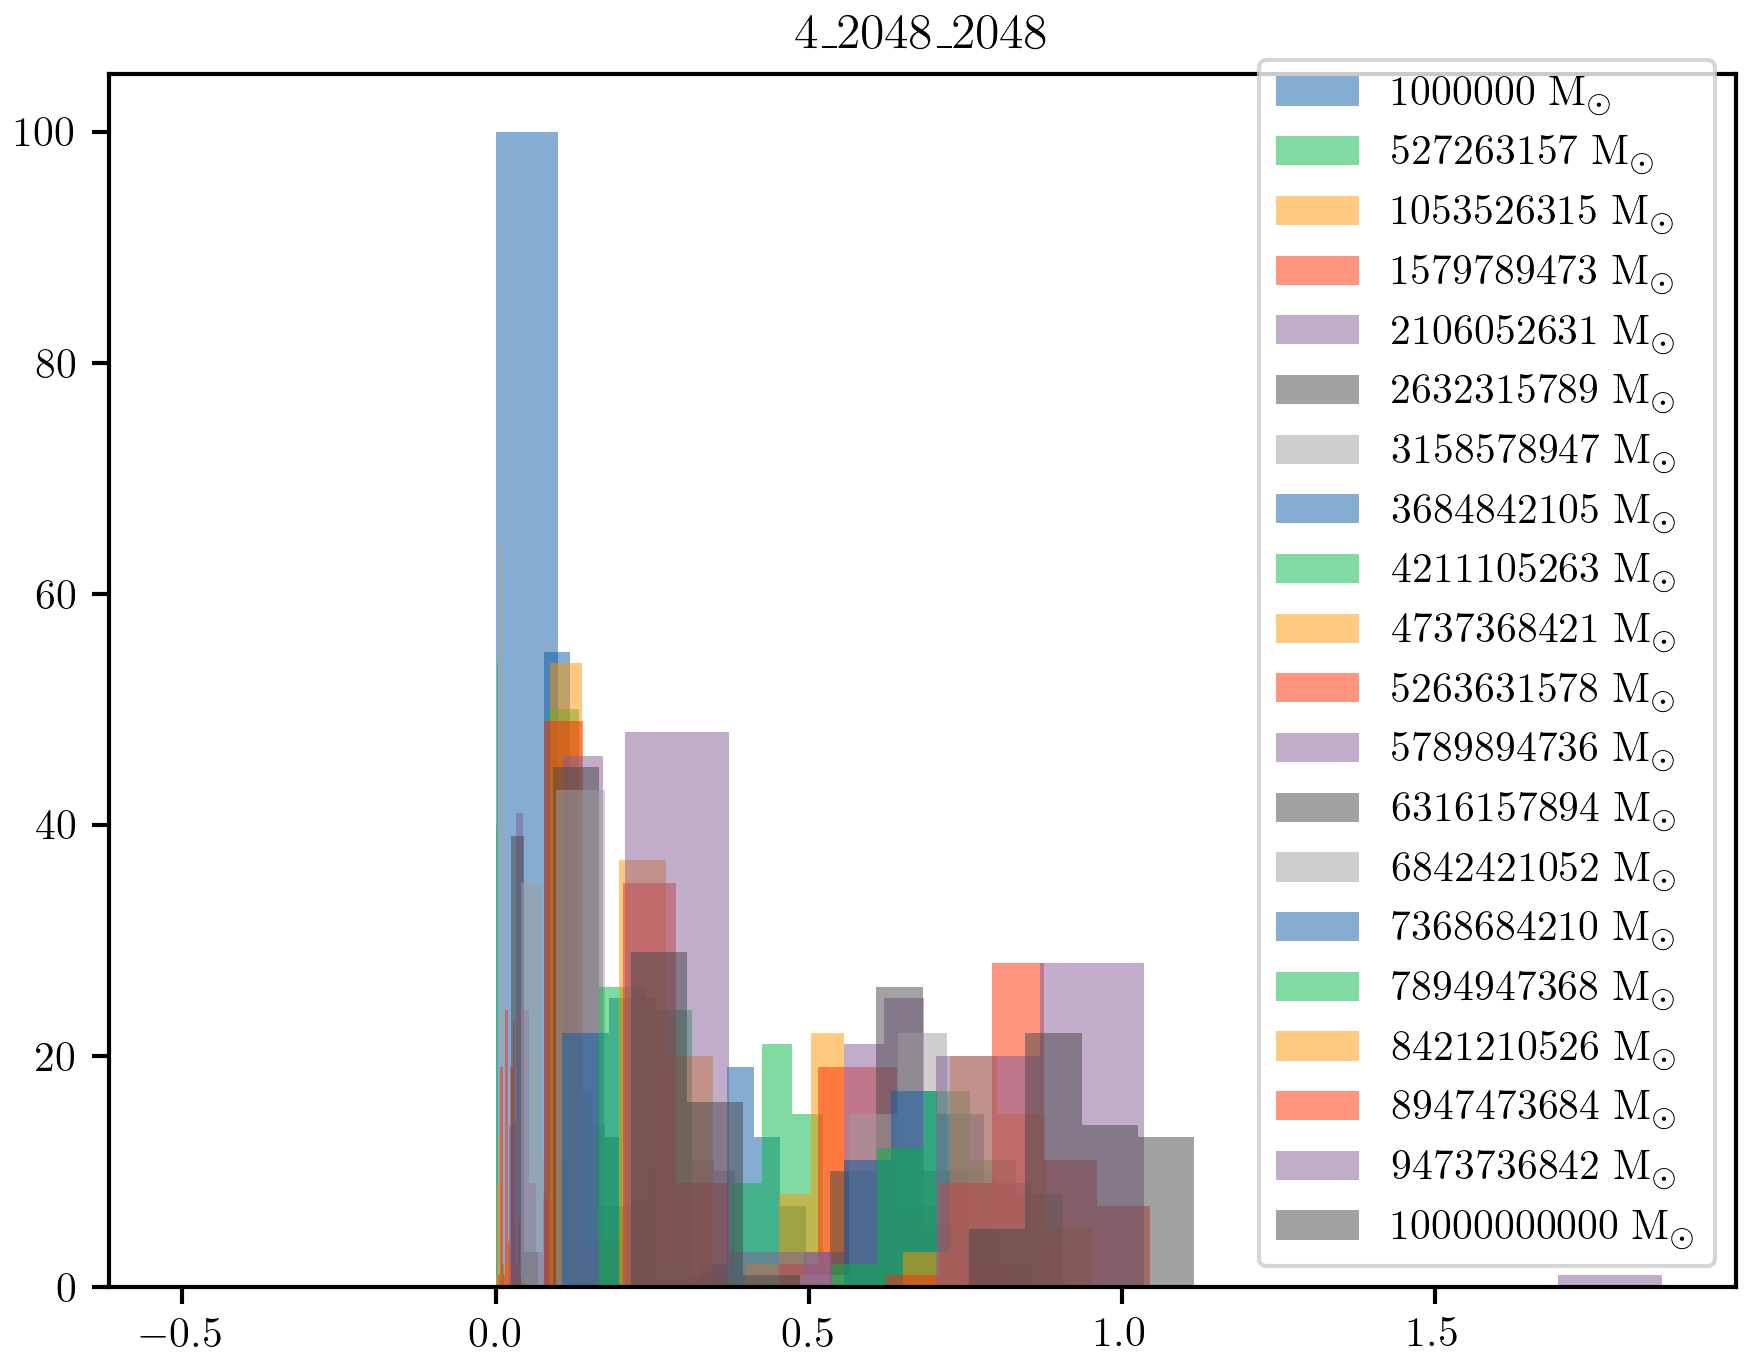 4_2048_2048
100
80
60
40
20
0
−0.5
0.0
0.5
1.0
1.5
1000000 M☉
527263157 M☉
1053526315 M☉
1579789473 M☉
2106052631 M☉
2632315789 M☉
3158578947 M☉
3684842105 M☉
4211105263 M☉
4737368421 M☉
5263631578 M☉
5789894736 M☉
6316157894 M☉
6842421052 M☉
7368684210 M☉
7894947368 M☉
8421210526 M☉
8947473684 M☉
9473736842 M☉
10000000000 M☉